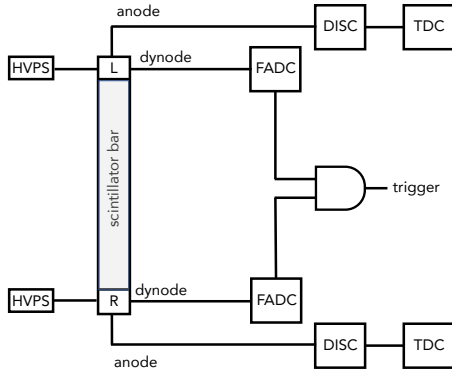 anode
DISC
TDC
HVPS
L
dynode
FADC
scintillator bar
trigger
HVPS
R
dynode
FADC
DISC
TDC
anode